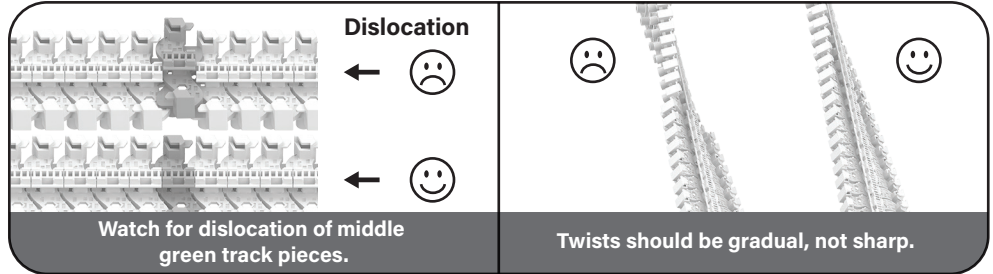 Dislocation
Watch for dislocation of middle
green track pieces.
Twists should be gradual, not sharp.